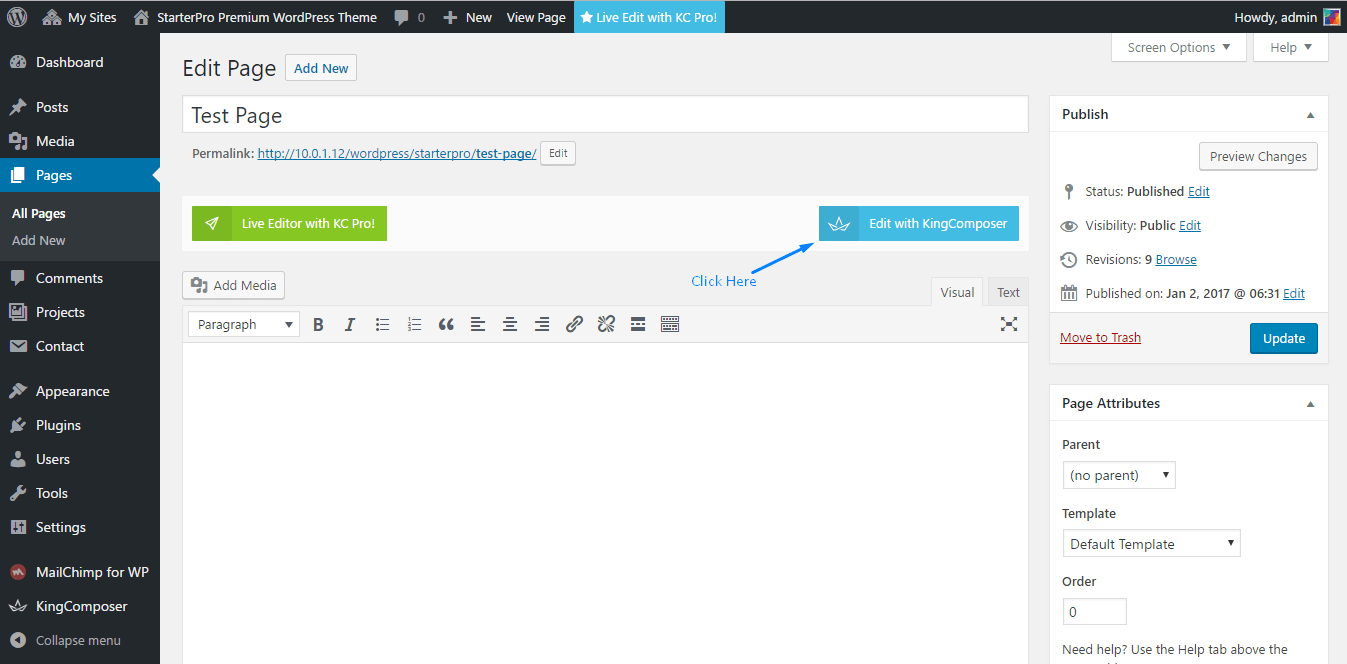 My Sites
StarterPro Premium WordPress Theme
0
New
View Page
Live Edit with KC Pro!
Howdy, admin
Dashboard
Posts
Media
Pages
All Pages
Add New
Comments
Projects
Contact
Appearance
Plugins
Users
Tools
Settings
MailChimp for WP
KingComposer
Collapse menu
Screen Options
Help
Edit Page
Add New
Test Page
Permalink: http://10.0.1.12/wordpress/starterpro/test-page/
Edit
Live Editor with KC Pro!
Edit with KingComposer
Click Here
Add Media
Visual
Text
Paragraph
B
I
Publish
Preview Changes
Status: Published Edit
Visibility: Public Edit
Revisions: 9 Browse
Published on: Jan 2, 2017 @ 06:31 Edit
Move to Trash
Update
Page Attributes
Parent
(no parent)
Template
Default Template
Order
0
Need help? Use the Help tab above the